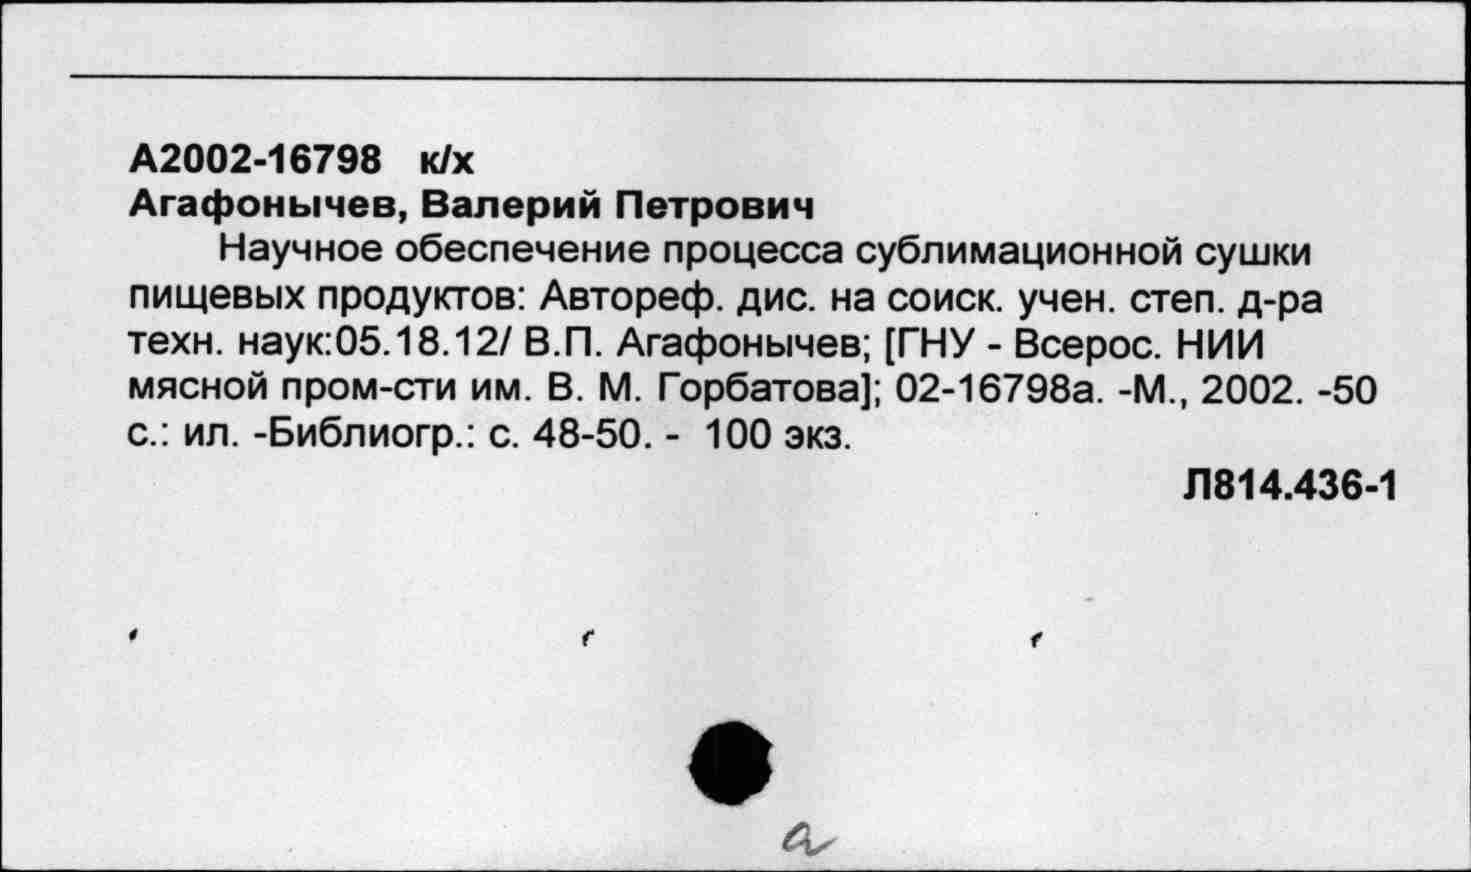 А2002-16798 к/х
Агафонычев, Валерий Петрович
Научное обеспечение процесса сублимационной сушки
пищевых продуктов: Автореф. дис. на соиск. учен. степ. д-ра
техн. наук:05.18.12/ В.П. Агафонычев; [ГНУ - Всерос. НИИ
мясной пром-сти им. В. М. Горбатова]; 02-16798а. -М., 2002. -50
с.: ил. -Библиогр.: с. 48-50. - 100 экз.
Л814.436-1
а